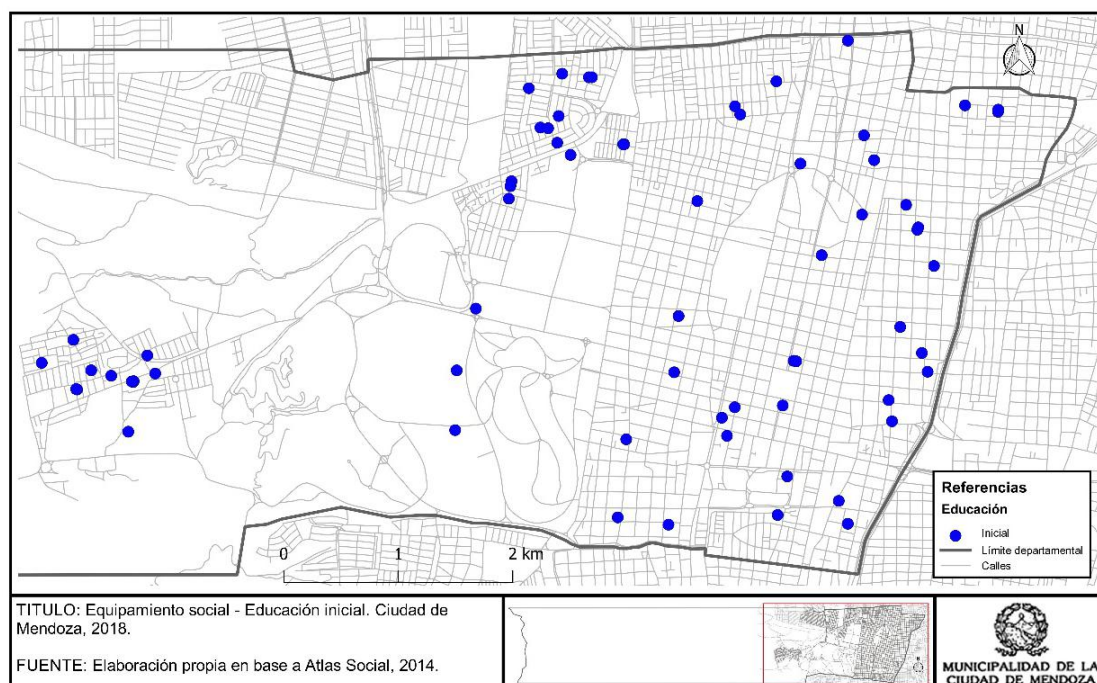 N
Referencias
Educación
Inicial
Límite departamental
Calles
0 1 2 km
TITULO: Equipamiento social - Educación inicial. Ciudad de
Mendoza, 2018.
FUENTE: Elaboración propia en base a Atlas Social, 2014.
MUNICIPALIDAD DE LA
CIUDAD DE MENDOZA